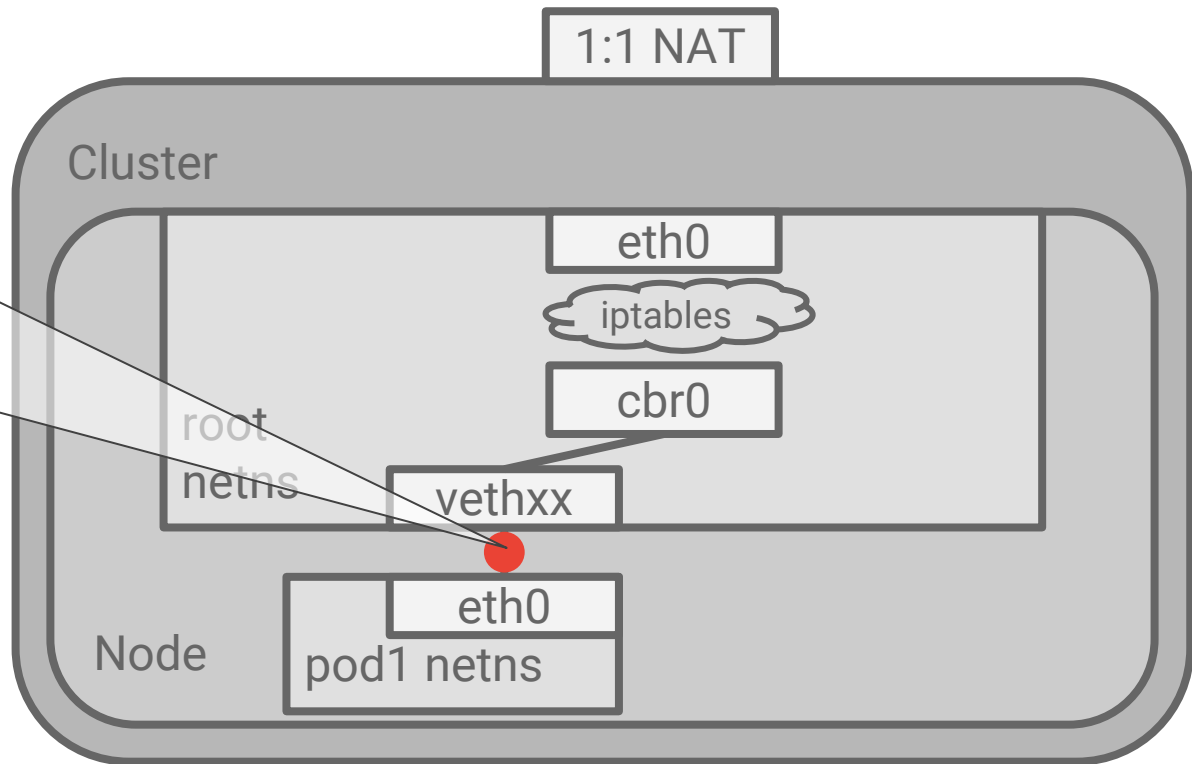 1:1 NAT
Cluster
eth0
iptables
cbr0
root
netns
vethxx
eth0
Node
pod1 netns